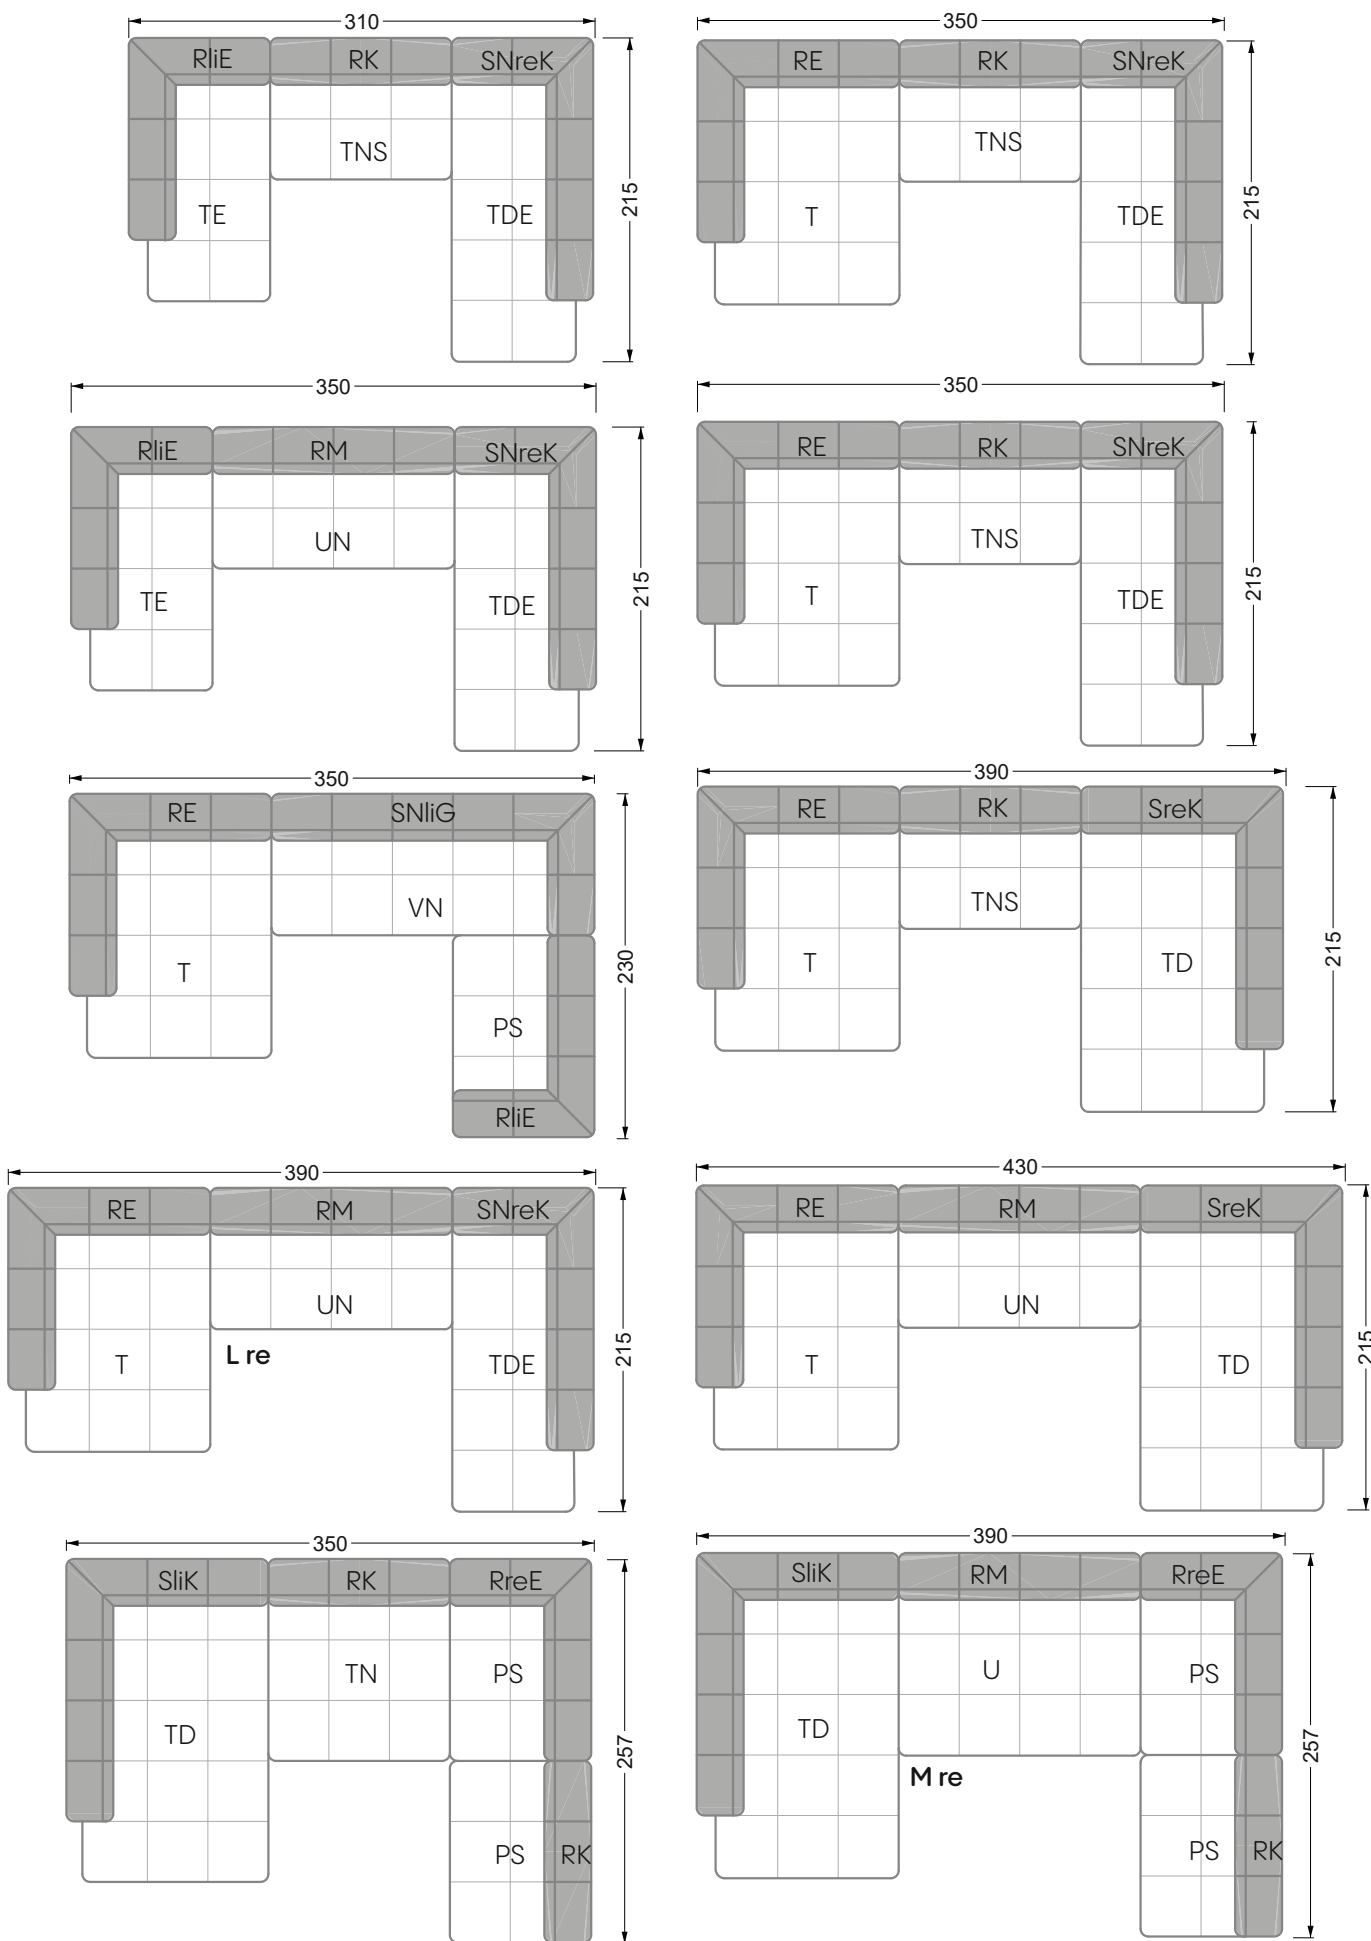 310
RliE RK SNreK
TNS
TE TDE
215
350
RE RK SNreK
TNS
T TDE
215
350
RliE RM SNreK
UN
TE TDE
215
350
RE RK SNreK
TNS
T TDE
215
350
RE SNliG
VN
T
PS
RliE
230
390
RE RK SreK
TNS
T TD
215
390
RE RM SNreK
UN
L re
T TDE
215
430
RE RM SreK
UN
T TD
215
350
SliK RK RreE
TN PS
TD
PS RK
257
390
SliK RM RreE
U PS
TD
M re
PS RK
257